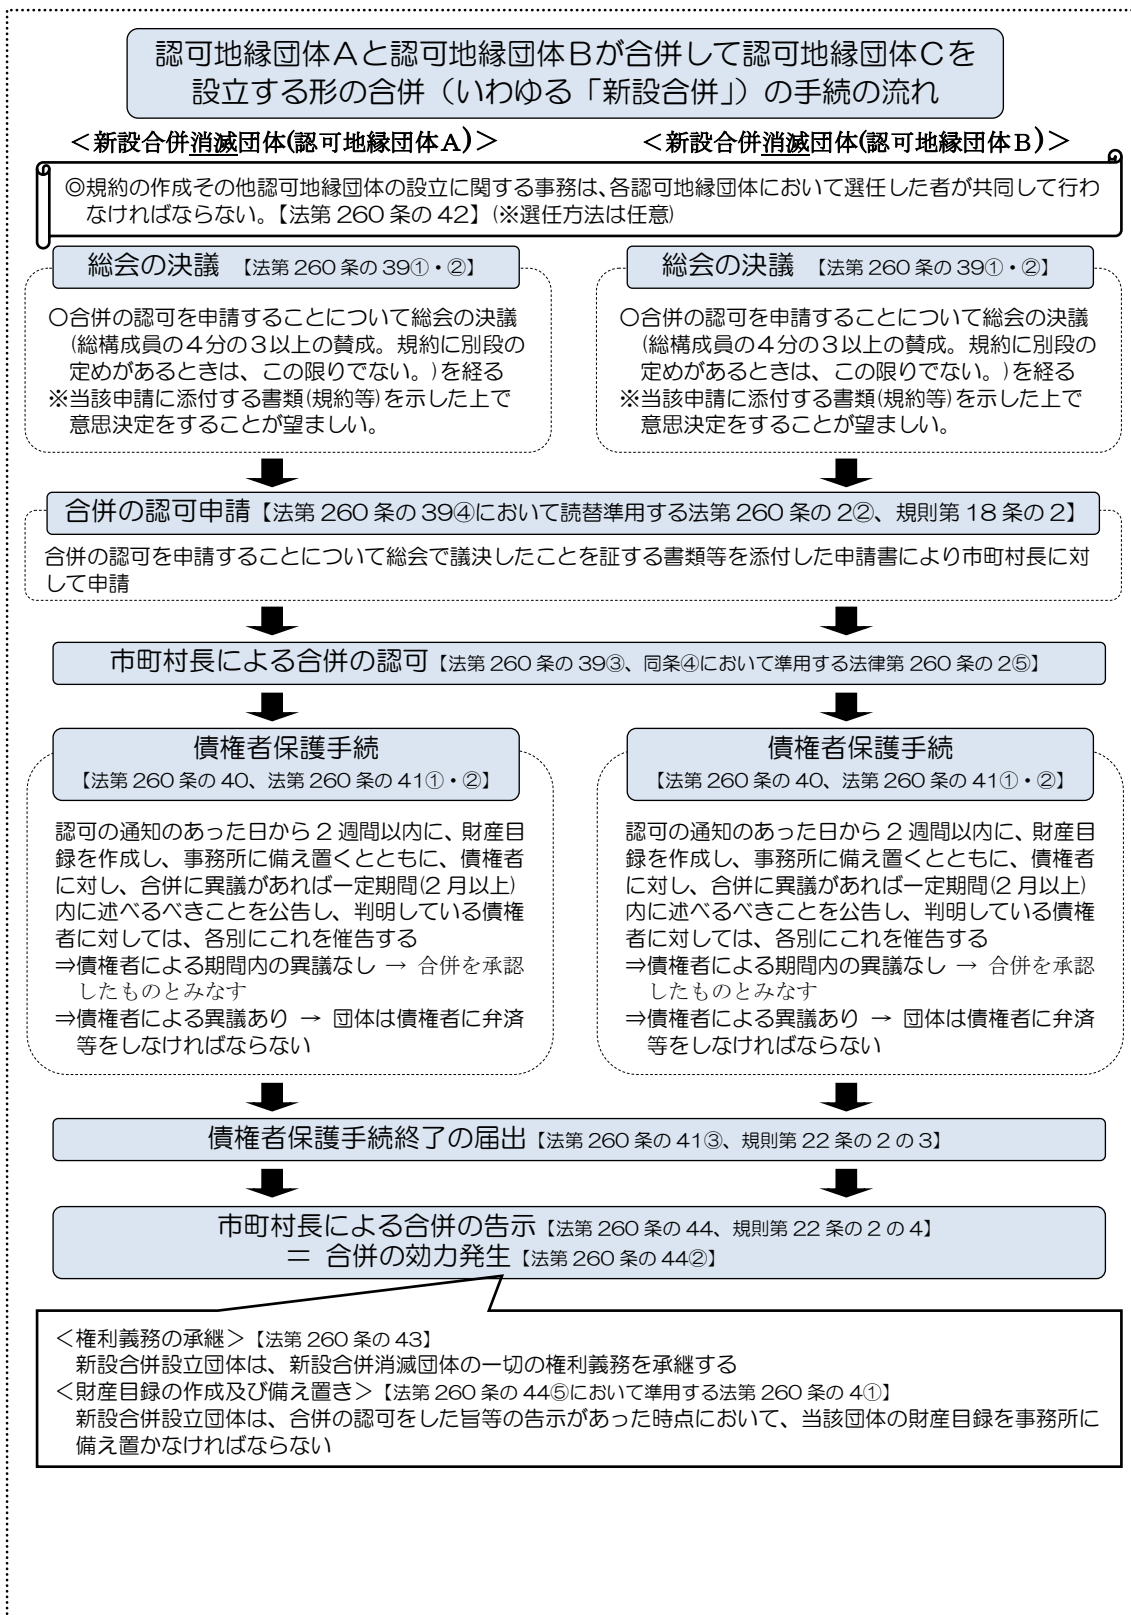 認可地縁団体Aと認可地縁団体Bが合併して認可地縁団体Cを
設立する形の合併（いわゆる「新設合併」）の手続の流れ
＜新設合併消滅団体(認可地縁団体A)＞
＜新設合併消滅団体(認可地縁団体B)＞
◎規約の作成その他認可地縁団体の設立に関する事務は、各認可地縁団体において選任した者が共同して行わ
なければならない。【法第260条の42】(※選任方法は任意)
総会の決議 【法第260条の39①・②】
〇合併の認可を申請することについて総会の決議
(総構成員の４分の３以上の賛成。規約に別段の
定めがあるときは、この限りでない。)を経る
※当該申請に添付する書類(規約等)を示した上で
意思決定をすることが望ましい。
総会の決議 【法第260条の39①・②】
〇合併の認可を申請することについて総会の決議
(総構成員の４分の３以上の賛成。規約に別段の
定めがあるときは、この限りでない。)を経る
※当該申請に添付する書類(規約等)を示した上で
意思決定をすることが望ましい。
合併の認可申請【法第260条の39④において読替準用する法第260条の2②、規則第18条の2】
合併の認可を申請することについて総会で議決したことを証する書類等を添付した申請書により市町村長に対
して申請
市町村長による合併の認可【法第260条の39③、同条④において準用する法律第260条の2⑤】
債権者保護手続
【法第260条の40、法第260条の41①・②】
認可の通知のあった日から2週間以内に、財産目
録を作成し、事務所に備え置くとともに、債権者
に対し、合併に異議があれば一定期間(2月以上)
内に述べるべきことを公告し、判明している債権
者に対しては、各別にこれを催告する
⇒債権者による期間内の異議なし → 合併を承認
したものとみなす
⇒債権者による異議あり → 団体は債権者に弁済
等をしなければならない
債権者保護手続
【法第260条の40、法第260条の41①・②】
認可の通知のあった日から2週間以内に、財産目
録を作成し、事務所に備え置くとともに、債権者
に対し、合併に異議があれば一定期間(2月以上)
内に述べるべきことを公告し、判明している債権
者に対しては、各別にこれを催告する
⇒債権者による期間内の異議なし → 合併を承認
したものとみなす
⇒債権者による異議あり → 団体は債権者に弁済
等をしなければならない
債権者保護手続終了の届出【法第260条の41③、規則第22条の2の3】
市町村長による合併の告示【法第260条の44、規則第22条の2の4】
＝ 合併の効力発生【法第260条の44②】
＜権利義務の承継＞【法第260条の43】
新設合併設立団体は、新設合併消滅団体の一切の権利義務を承継する
＜財産目録の作成及び備え置き＞【法第260条の44⑤において準用する法第260条の4①】
新設合併設立団体は、合併の認可をした旨等の告示があった時点において、当該団体の財産目録を事務所に
備え置かなければならない